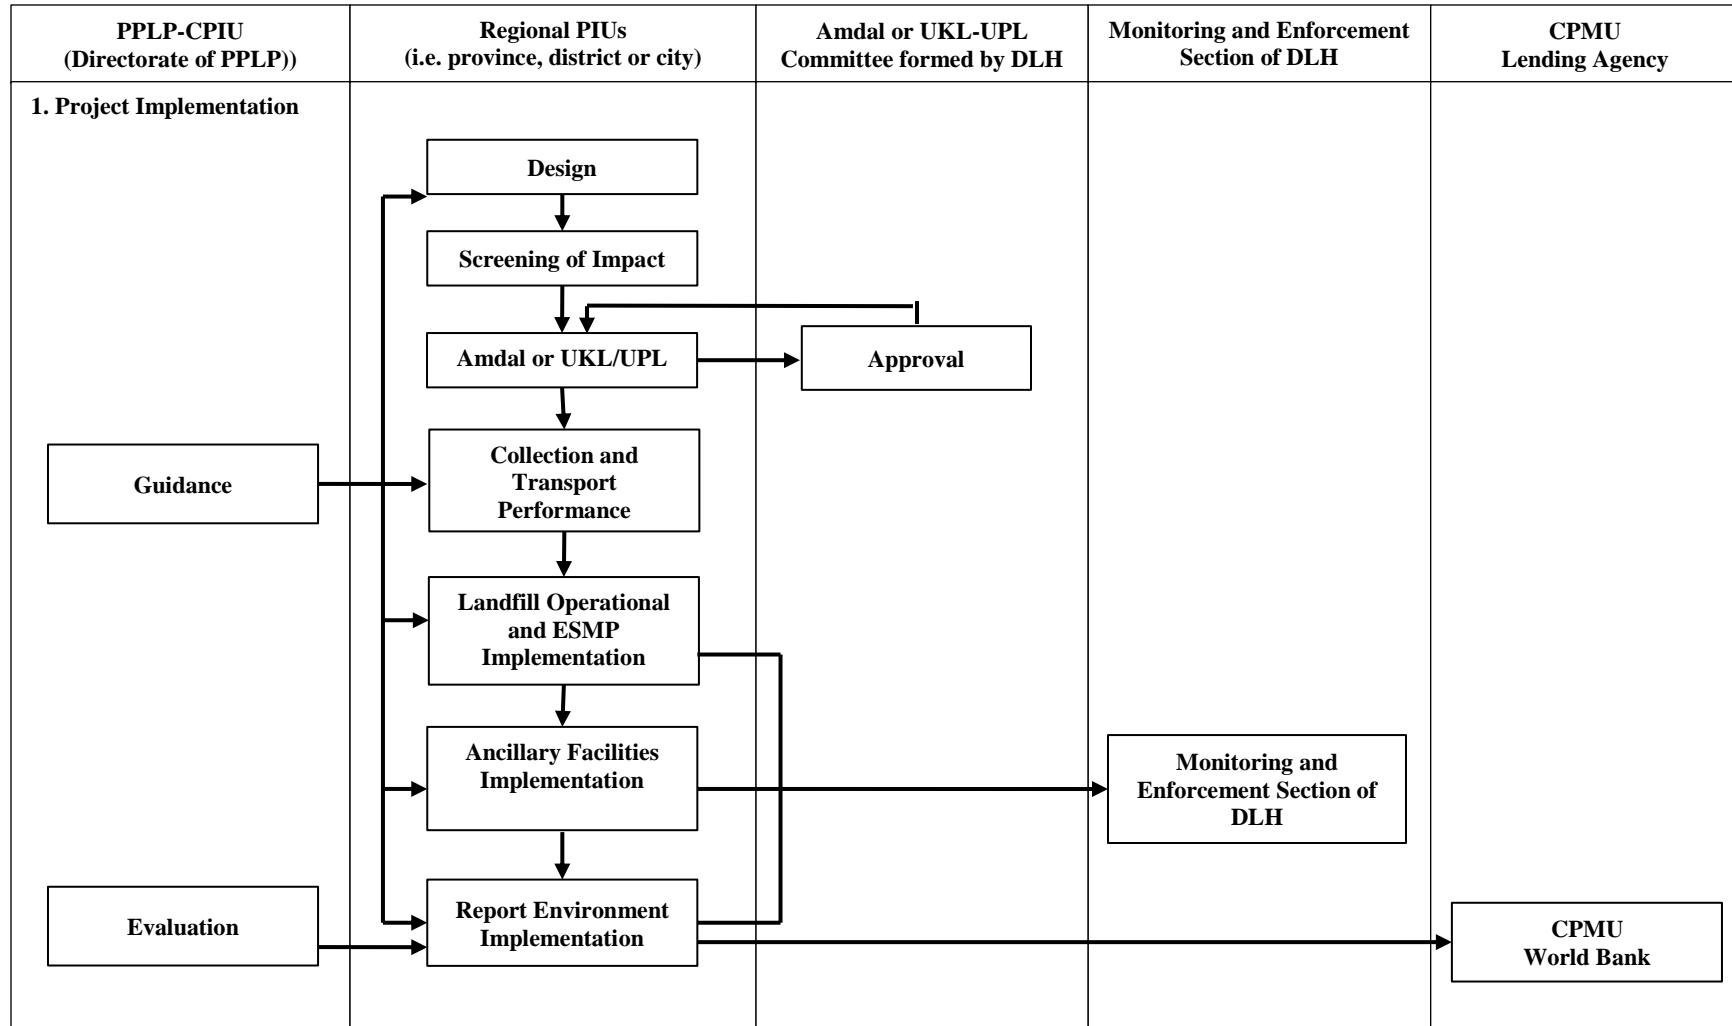 PPLP-CPIU
(Directorate of PPLP))
Regional PIUs
(i.e. province, district or city)
Amdal or UKL-UPL
Committee formed by DLH
Monitoring and Enforcement
Section of DLH
CPMU
Lending Agency
1. Project Implementation
Design
Screening of Impact
Amdal or UKL/UPL
Approval
Guidance
Collection and
Transport
Performance
Landfill Operational
and ESMP
Implementation
Ancillary Facilities
Implementation
Monitoring and
Enforcement Section of
DLH
Evaluation
Report Environment
Implementation
CPMU
World Bank